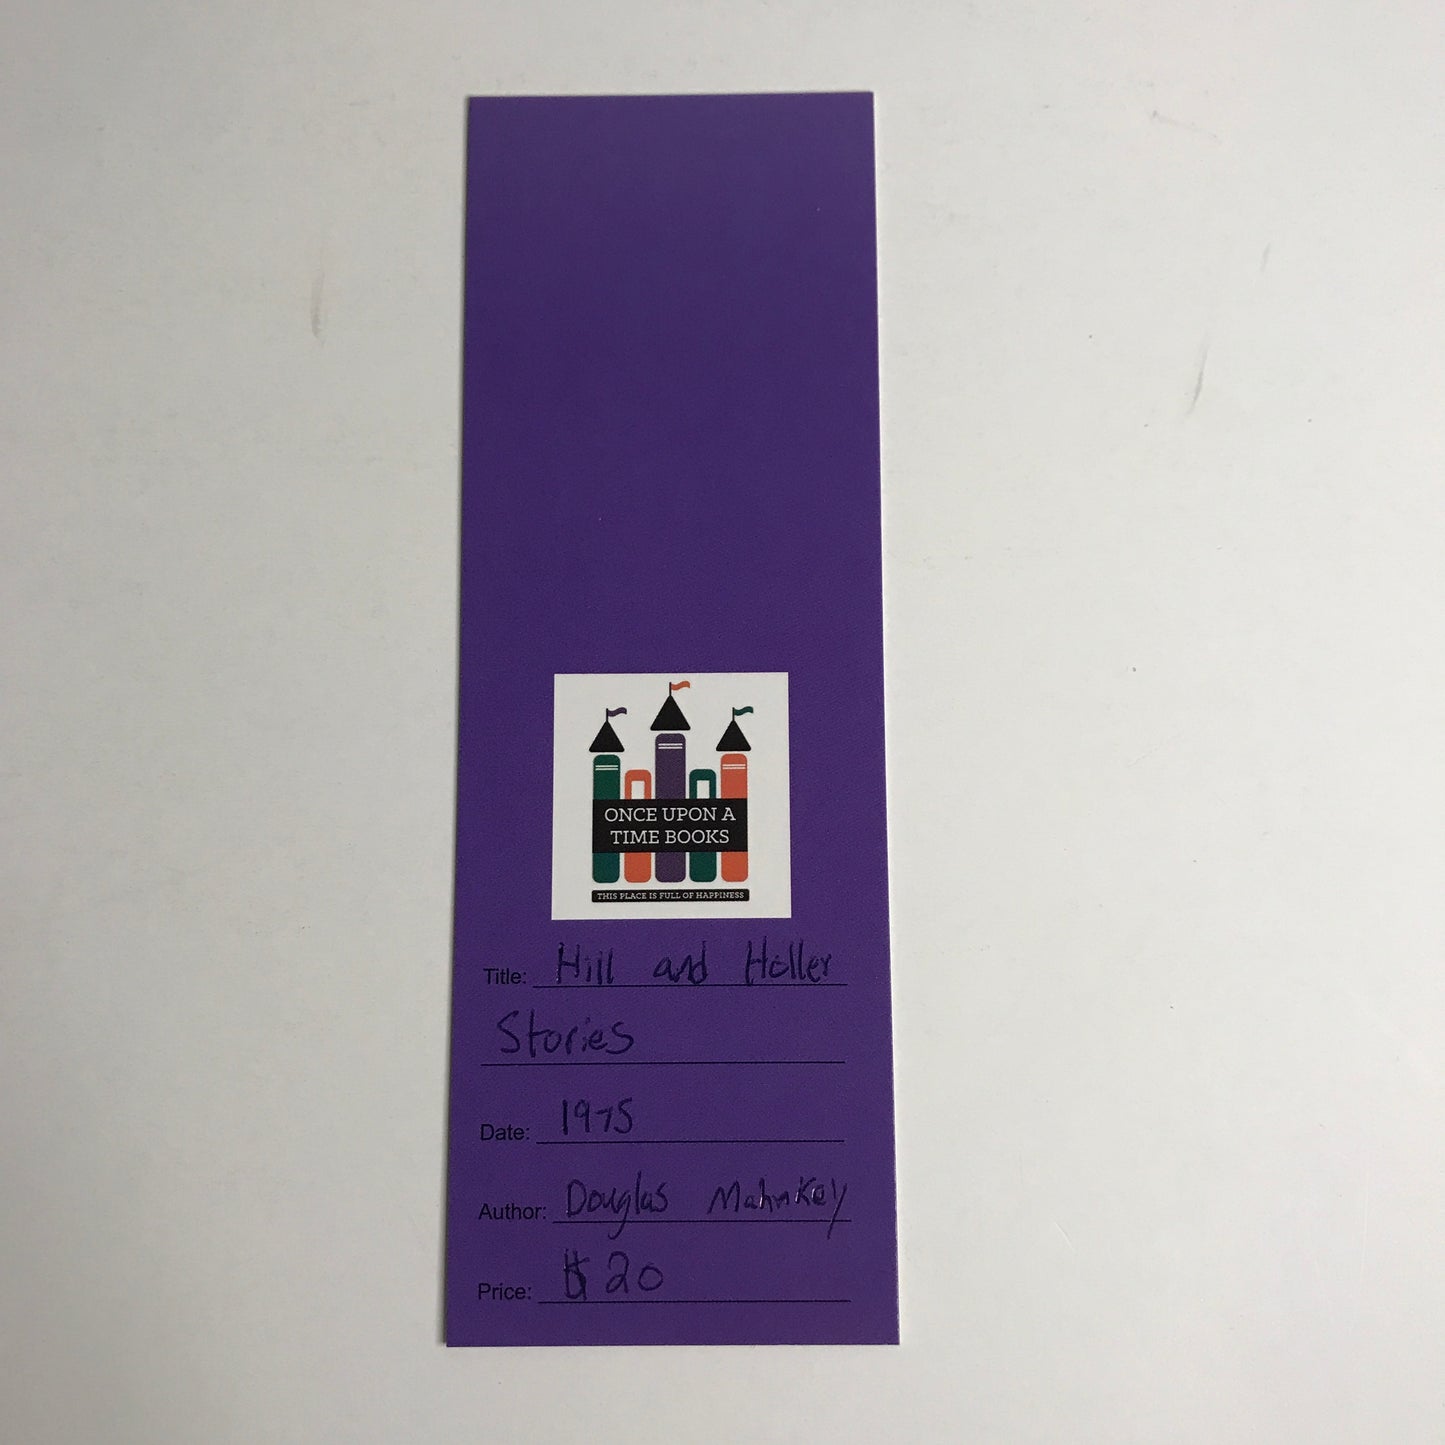 ONCE UPON A
TIME BOOKS
THIS PLACE IS FULL OF HAPPINESS
Title: Hill and Holler
Stories
Date: 1975
Author: Douglas Mahnkey
Price: $20